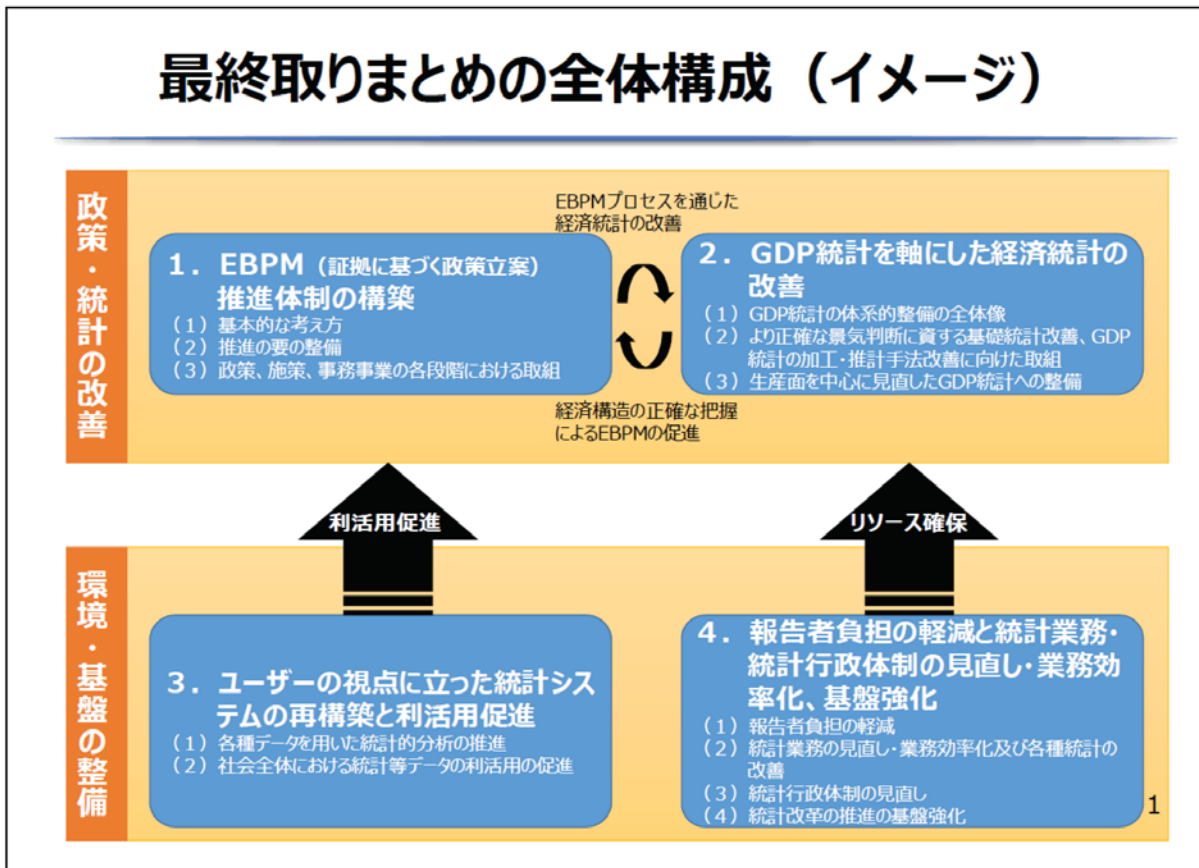 最終取りまとめの全体構成（イメージ）
政策・統計の改善
EBPMプロセスを通じた
経済統計の改善
１．EBPM（証拠に基づく政策立案）
推進体制の構築
（１）基本的な考え方
（２）推進の要の整備
（３）政策、施策、事務事業の各段階における取組
２．GDP統計を軸にした経済統計の
改善
（１）GDP統計の体系的整備の全体像
（２）より正確な景気判断に資する基礎統計改善、GDP
統計の加工・推計手法改善に向けた取組
（３）生産面を中心に見直したGDP統計への整備
経済構造の正確な把握
によるEBPMの促進
利活用促進
リソース確保
環境・基盤の整備
３．ユーザーの視点に立った統計シス
テムの再構築と利活用促進
（１）各種データを用いた統計的分析の推進
（２）社会全体における統計等データの利活用の促進
４．報告者負担の軽減と統計業務・
統計行政体制の見直し・業務効
率化、基盤強化
（１）報告者負担の軽減
（２）統計業務の見直し・業務効率化及び各種統計の
改善
（３）統計行政体制の見直し
（４）統計改革の推進の基盤強化
1